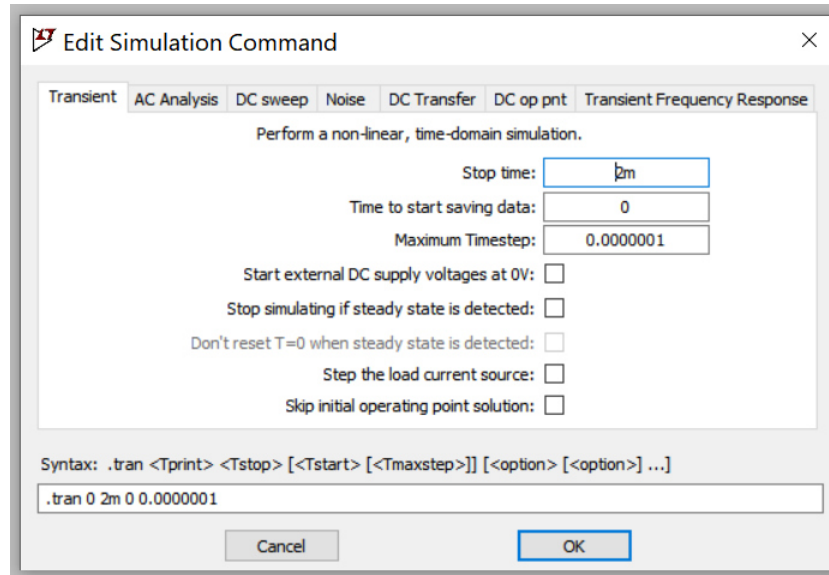 Edit Simulation Command
Transient AC Analysis DC sweep Noise DC Transfer DC op pnt Transient Frequency Response
Perform a non-linear, time-domain simulation.
Stop time: 2m
Time to start saving data: 0
Maximum Timestep: 0.0000001
Start external DC supply voltages at 0V:
Stop simulating if steady state is detected:
Don't reset T=0 when steady state is detected:
Step the load current source:
Skip initial operating point solution:
Syntax: .tran <Tprint> <Tstop> [<Tstart> [<Tmaxstep>]] [<option> [<option>] ...]
.tran 0 2m 0 0.0000001
Cancel OK